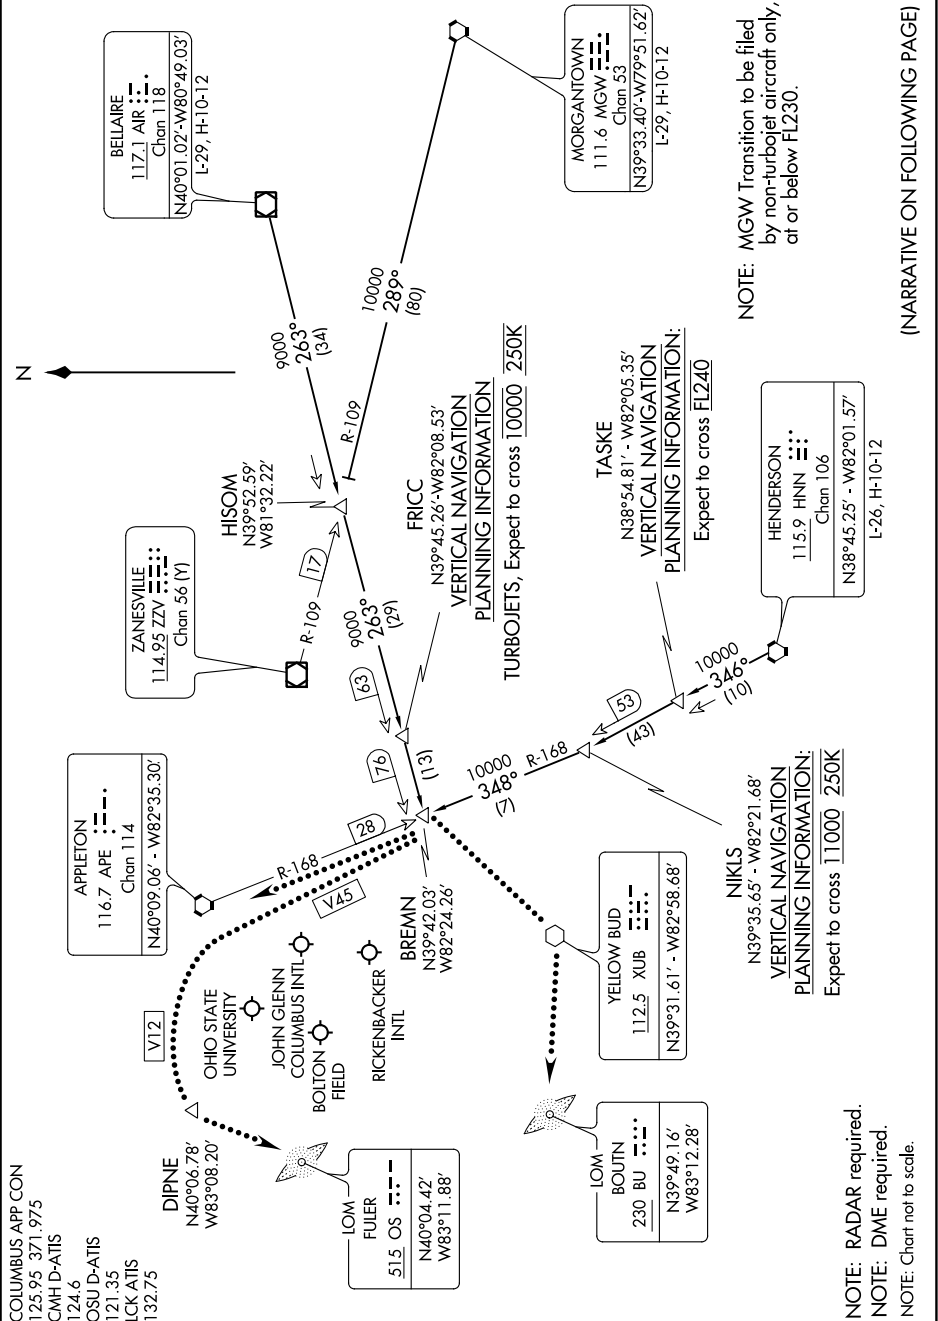 COLUMBUS APP CON
125.95 371.975
CMH D-ATIS
124.6
OSU D-ATIS
121.35
LCK ATIS
132.75
N
BELLAIRE
117.1 AIR
Chan 118
N40°01.02'-W80°49.03'
L-29, H-10-12
MORGANTOWN
111.6 MGW
Chan 53
N39°33.40'-W79°51.62'
L-29, H-10-12
9000
263°
(34)
10000
289°
(80)
R-109
HISOM
N39°52.59'
W81°32.22'
ZANESVILLE
114.95 ZZV
Chan 56 (Y)
R-109
17
9000
263°
(29)
63
FRICC
N39°45.26'-W82°08.53'
VERTICAL NAVIGATION
PLANNING INFORMATION
TURBOJETS, Expect to cross 10000 250K
76
(13)
APPLETON
116.7 APE
Chan 114
N40°09.06' - W82°35.30'
R-168
28
V45
V12
BREMN
N39°42.03'
W82°24.26'
OHIO STATE
UNIVERSITY
JOHN GLENN
COLUMBUS INTL
BOLTON
FIELD
RICKENBACKER
INTL
DIPNE
N40°06.78'
W83°08.20'
LOM
FULER
515 OS
N40°04.42'
W83°11.88'
LOM
BOUTN
230 BU
N39°49.16'
W83°12.28'
YELLOW BUD
112.5 XUB
N39°31.61' - W82°58.68'
10000
348°
(7)
R-168
NIKLS
N39°35.65' - W82°21.68'
VERTICAL NAVIGATION
PLANNING INFORMATION:
Expect to cross 11000 250K
53
(43)
TASKE
N38°54.81' - W82°05.35'
VERTICAL NAVIGATION
PLANNING INFORMATION:
Expect to cross FL240
10000
346°
(10)
HENDERSON
115.9 HNN
Chan 106
N38°45.25' - W82°01.57'
L-26, H-10-12
NOTE: MGW Transition to be filed
by non-turbojet aircraft only,
at or below FL230.
NOTE: RADAR required.
NOTE: DME required.
NOTE: Chart not to scale.
(NARRATIVE ON FOLLOWING PAGE)